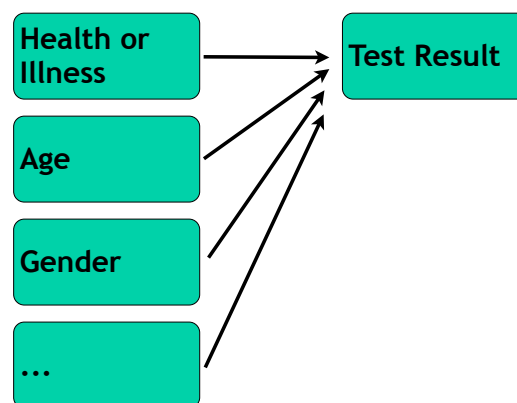 Health or
Illness
Test Result
Age
Gender
...